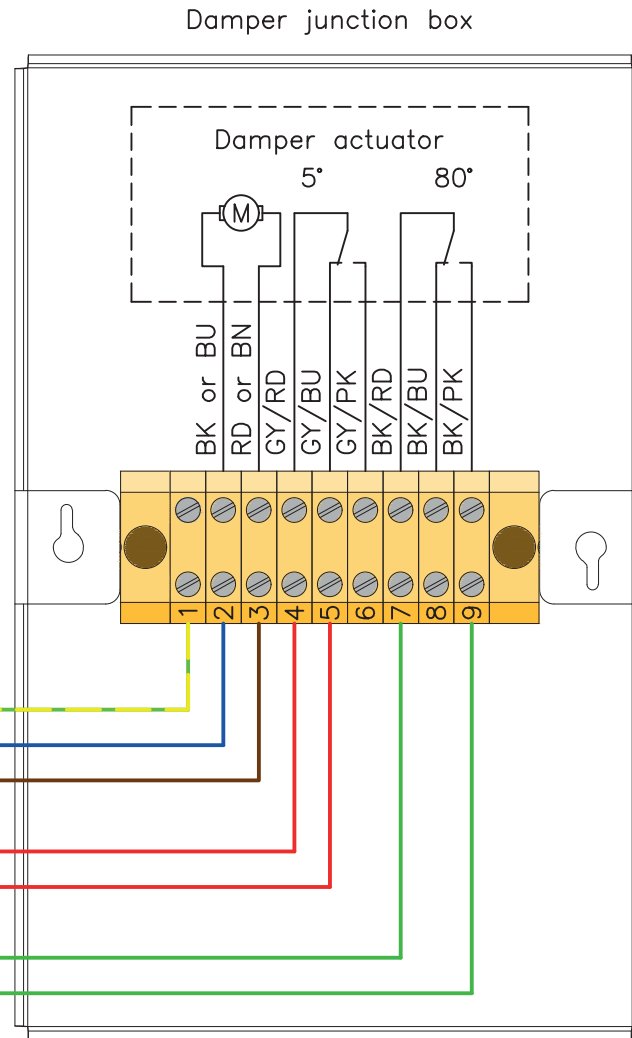 Damper junction box
Damper actuator
5°
80°
M
BK or BU
RD or BN
GY/RD
GY/BU
GY/PK
BK/RD
BK/BU
BK/PK
1
2
3
4
5
6
7
8
9